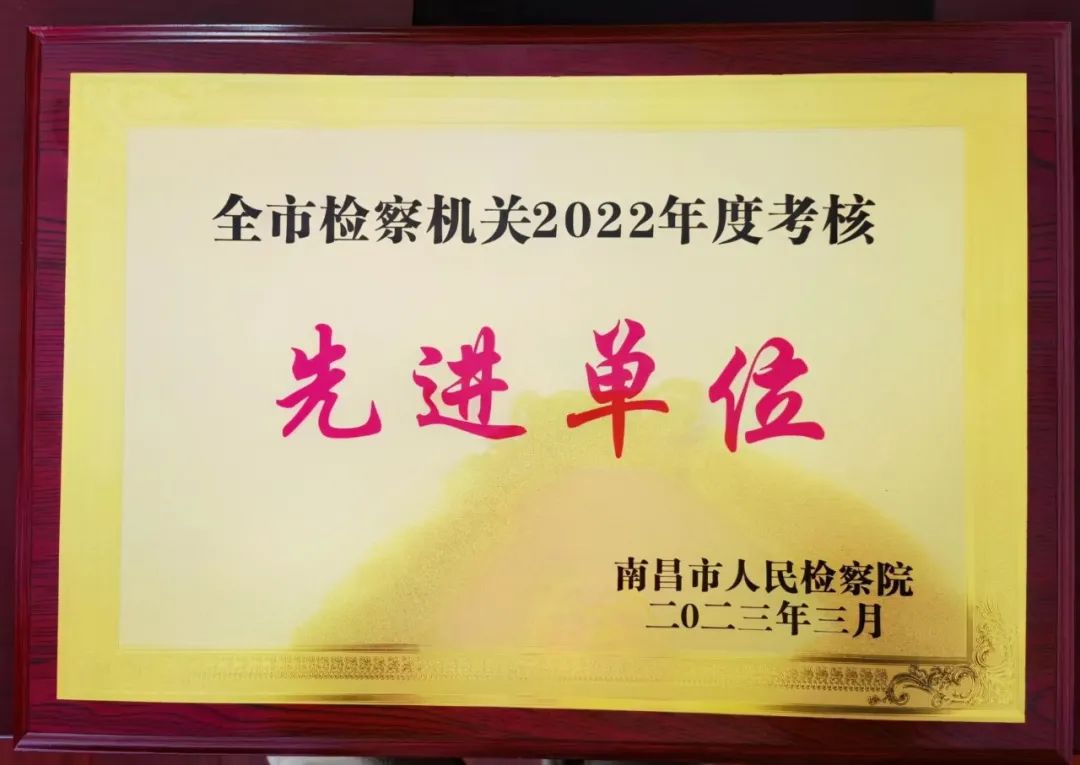 全市检察机关2022年度考核
先进单位
南昌市人民检察院
二〇二三年三月